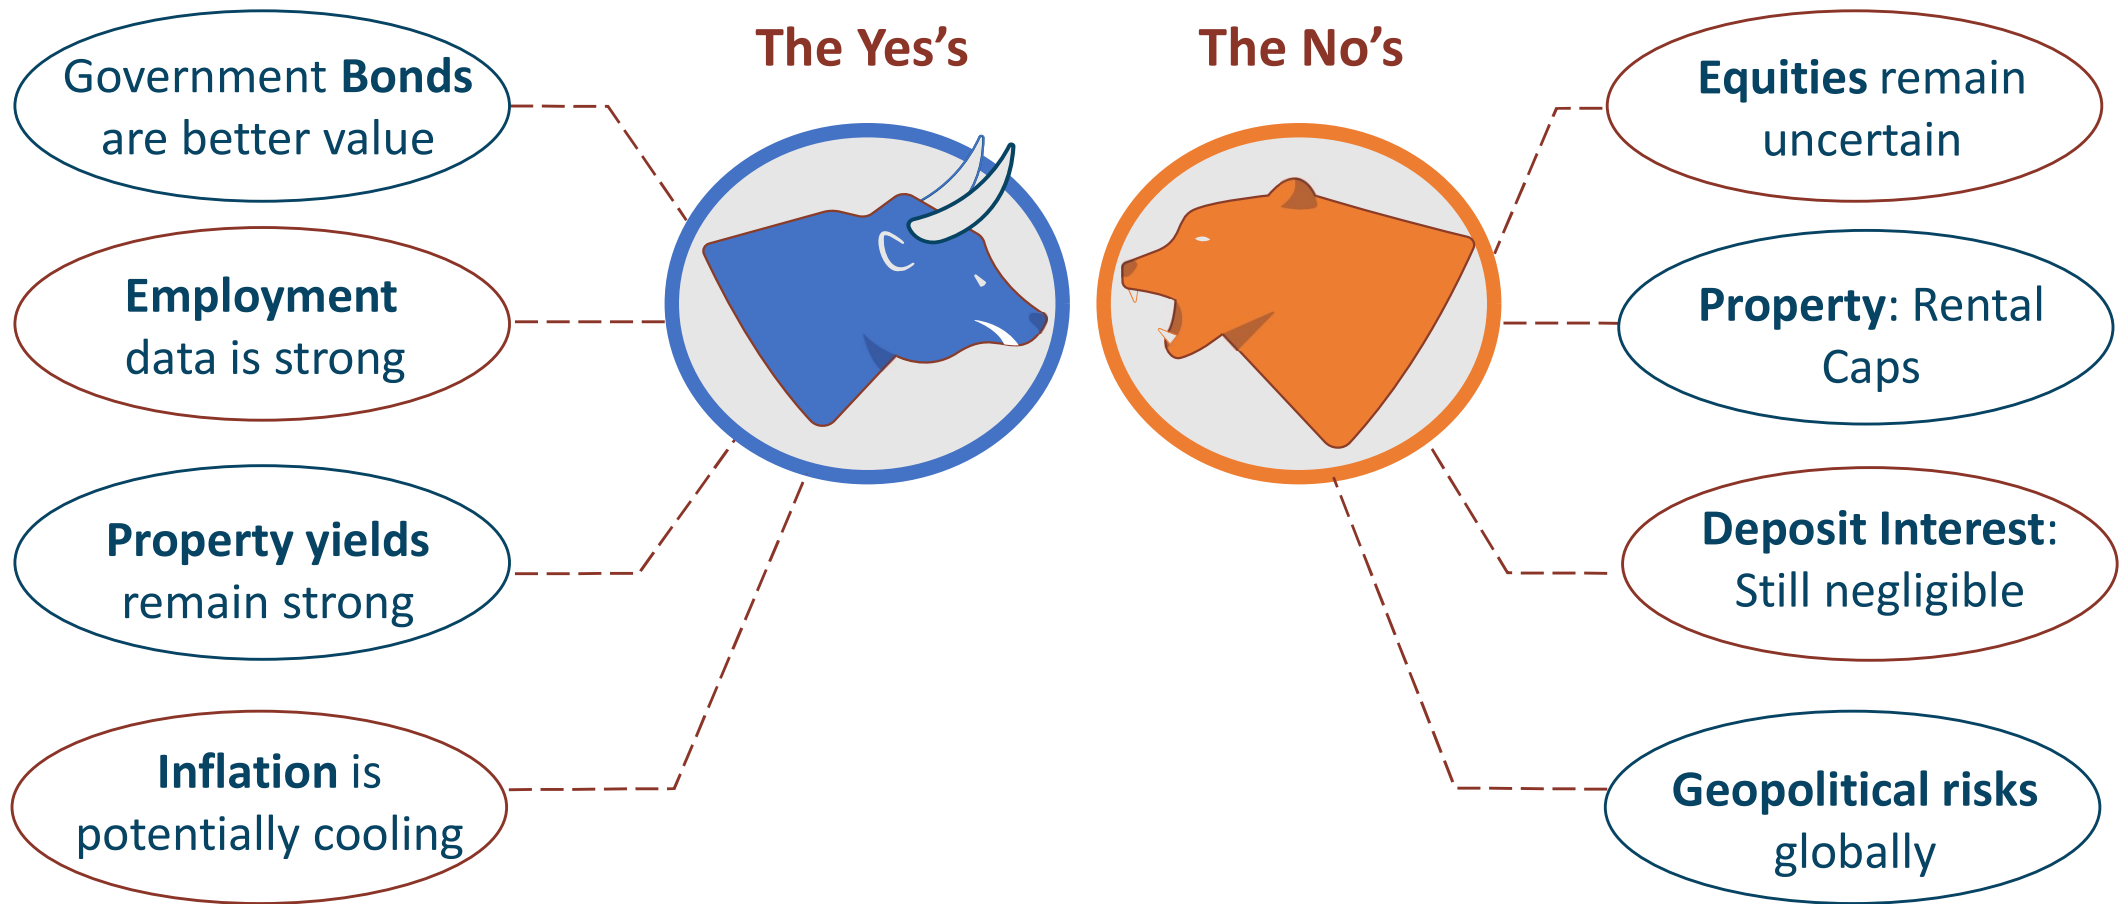 The Yes’s
Government Bonds
are better value
Employment
data is strong
Property yields
remain strong
Inflation is
potentially cooling
The No’s
Equities remain
uncertain
Property: Rental
Caps
Deposit Interest:
Still negligible
Geopolitical risks
globally